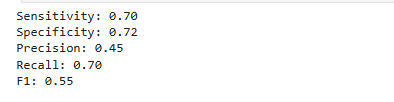 Sensitivity: 0.70
Specificity: 0.72
Precision: 0.45
Recall: 0.70
F1: 0.55